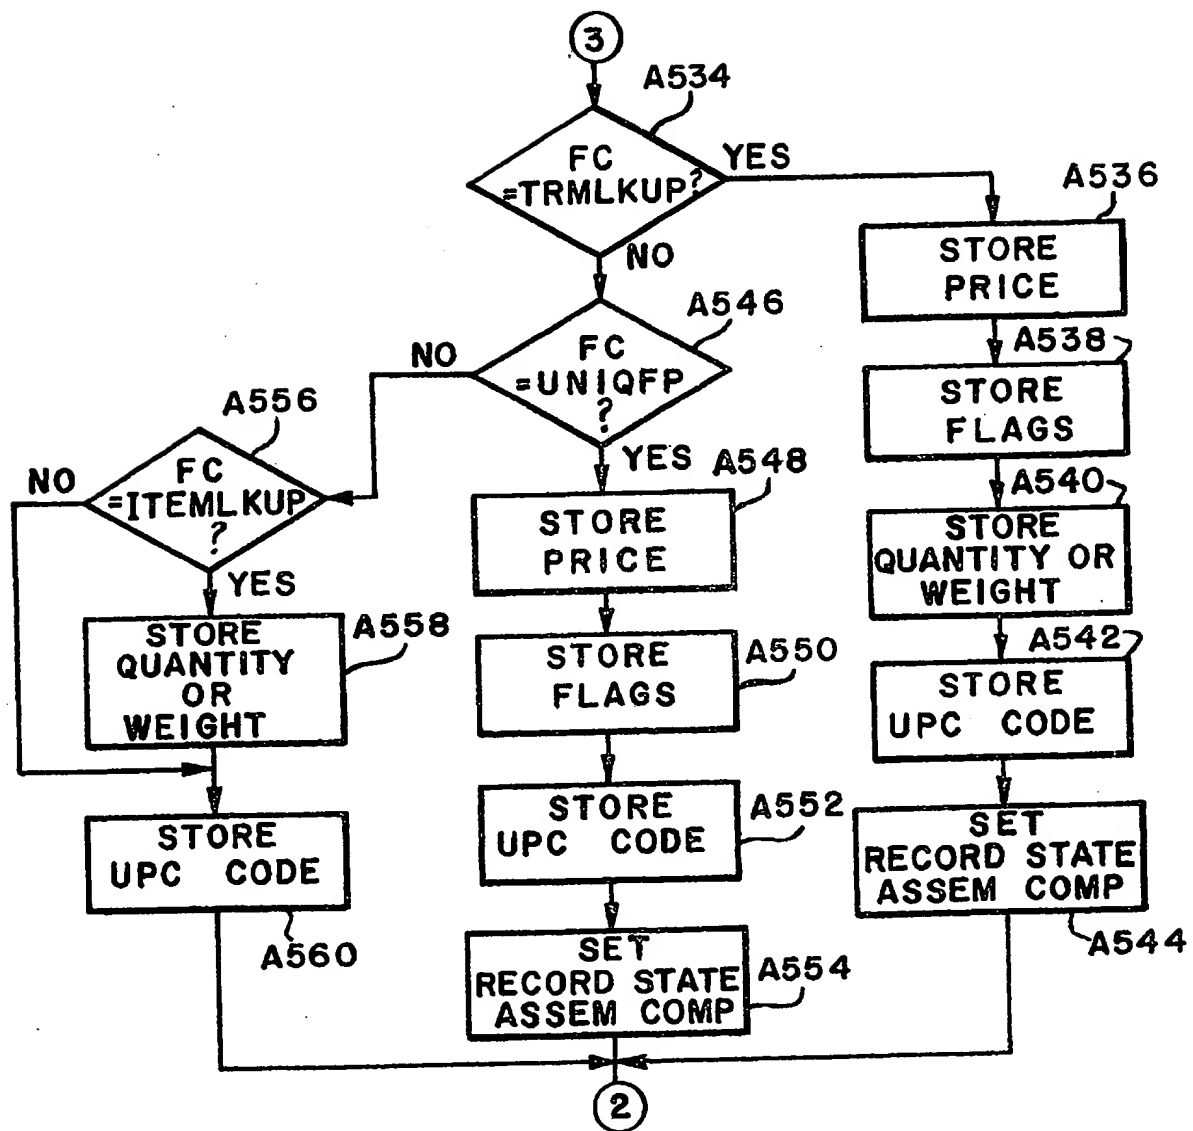 3
A534
FC
=TRMLKUP?
YES
NO
A536
STORE
PRICE
A538
STORE
FLAGS
A540
STORE
QUANTITY OR
WEIGHT
A542
STORE
UPC CODE
SET
RECORD STATE
ASSEM COMP
A544
A546
FC
=UNIQFP
?
NO
YES
A548
STORE
PRICE
STORE
FLAGS
A550
STORE
UPC CODE
A552
SET
RECORD STATE
ASSEM COMP
A554
A556
FC
=ITEMLKUP
?
NO
YES
STORE
QUANTITY
OR
WEIGHT
A558
STORE
UPC CODE
A560
2